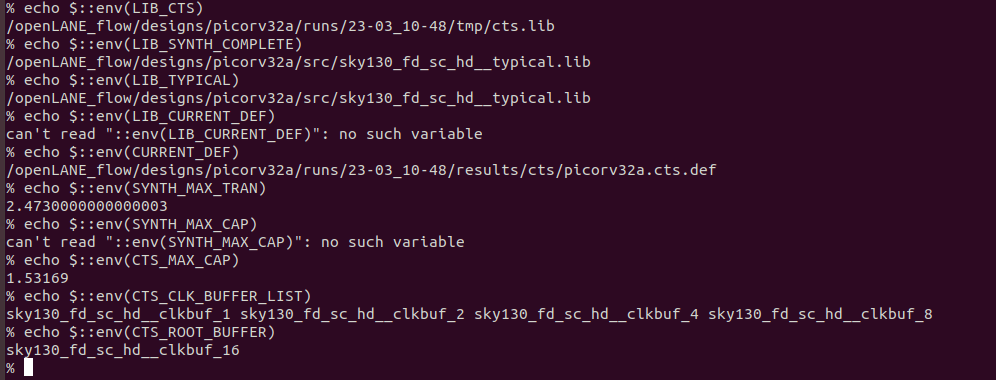 % echo $::env(LIB_CTS)
/openLANE_flow/designs/picorv32a/runs/23-03_10-48/tmp/cts.lib
% echo $::env(LIB_SYNTH_COMPLETE)
/openLANE_flow/designs/picorv32a/src/sky130_fd_sc_hd__typical.lib
% echo $::env(LIB_TYPICAL)
/openLANE_flow/designs/picorv32a/src/sky130_fd_sc_hd__typical.lib
% echo $::env(LIB_CURRENT_DEF)
can't read "::env(LIB_CURRENT_DEF)": no such variable
% echo $::env(CURRENT_DEF)
/openLANE_flow/designs/picorv32a/runs/23-03_10-48/results/cts/picorv32a.cts.def
% echo $::env(SYNTH_MAX_TRAN)
2.4730000000000003
% echo $::env(SYNTH_MAX_CAP)
can't read "::env(SYNTH_MAX_CAP)": no such variable
% echo $::env(CTS_MAX_CAP)
1.53169
% echo $::env(CTS_CLK_BUFFER_LIST)
sky130_fd_sc_hd__clkbuf_1 sky130_fd_sc_hd__clkbuf_2 sky130_fd_sc_hd__clkbuf_4 sky130_fd_sc_hd__clkbuf_8
% echo $::env(CTS_ROOT_BUFFER)
sky130_fd_sc_hd__clkbuf_16
%